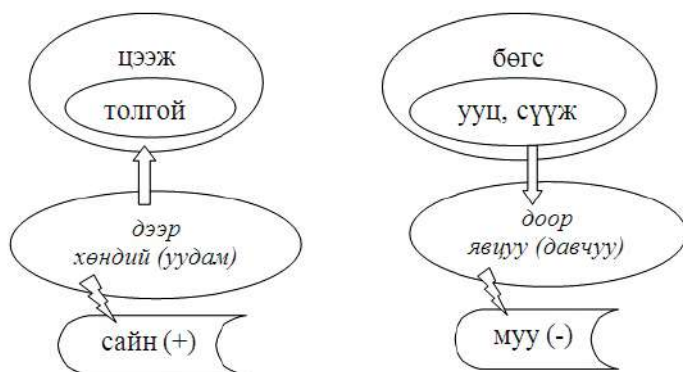 цээж
толгой
дээр
хөндий (уудам)
сайн (+)
бөгс
ууц, сүүж
доор
явцуу (давчуу)
муу (-)